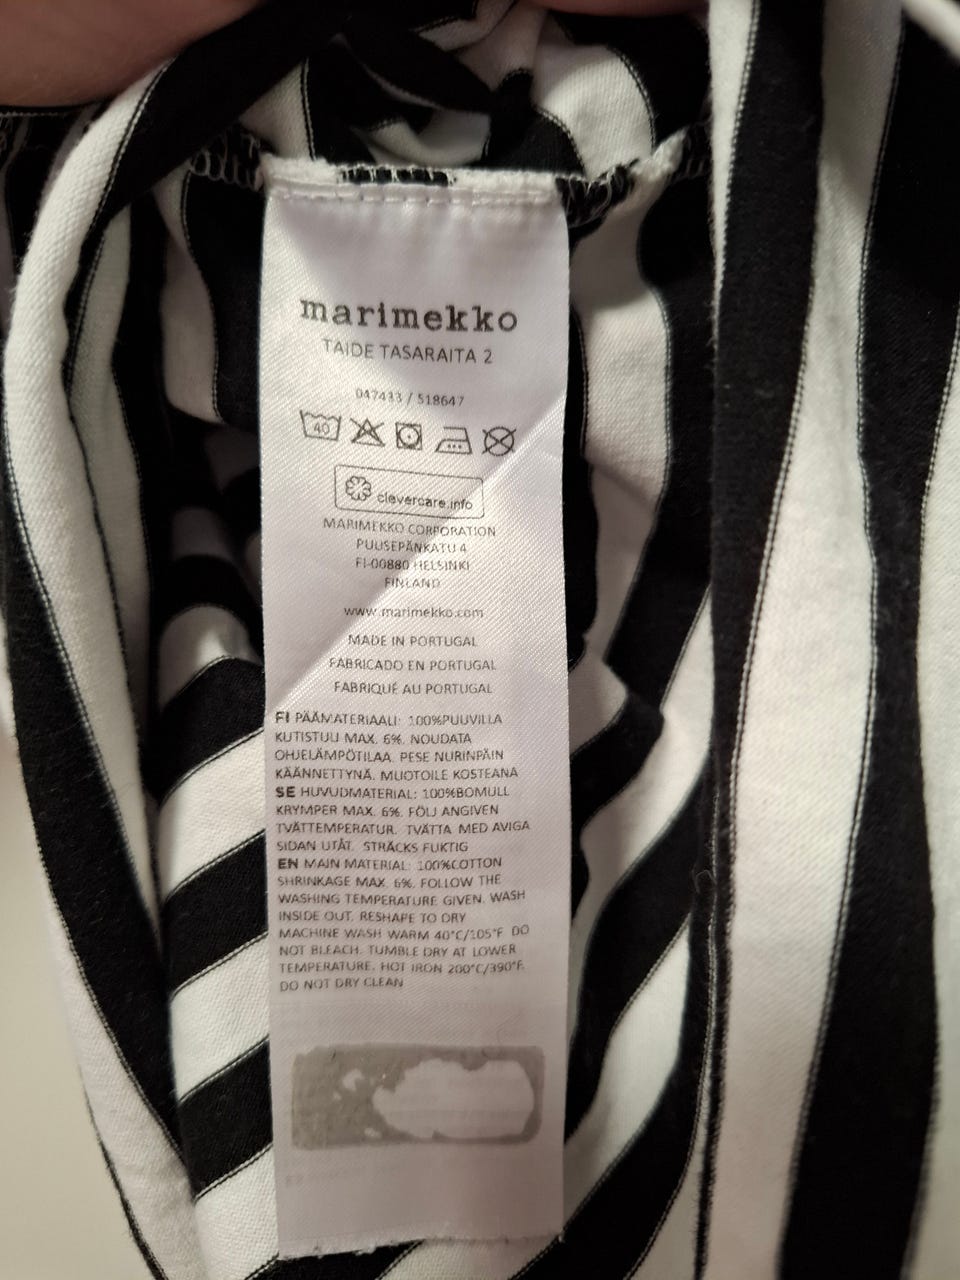 marimekko
TAIDE TASARAITA 2
047433 / 518647
40
clevercare.info
MARIMEKKO CORPORATION
PUUSEPÄNKATU 4
FI-00880 HELSINKI
FINLAND
www.marimekko.com
MADE IN PORTUGAL
FABRICADO EN PORTUGAL
FABRIQUÉ AU PORTUGAL
FI PÄÄMATERIAALI: 100%PUUVILLA
KUTISTUU MAX. 6%. NOUDATA
OHJELÄMPÖTILAA. PESE NURINPÄIN
KÄÄNNETTYNÄ. MUOTOILE KOSTEANA
SE HUVUDMATERIAL: 100%BOMULL
KRYMPER MAX. 6%. FÖLJ ANGIVEN
TVÄTTEMPERATUR. TVÄTTA MED AVIGA
SIDAN UTÅT. STRÄCKS FUKTIG
EN MAIN MATERIAL: 100%COTTON
SHRINKAGE MAX. 6%. FOLLOW THE
WASHING TEMPERATURE GIVEN. WASH
INSIDE OUT. RESHAPE TO DRY
MACHINE WASH WARM 40°C/105°F DO
NOT BLEACH. TUMBLE DRY AT LOWER
TEMPERATURE. HOT IRON 200°C/390°F.
DO NOT DRY CLEAN